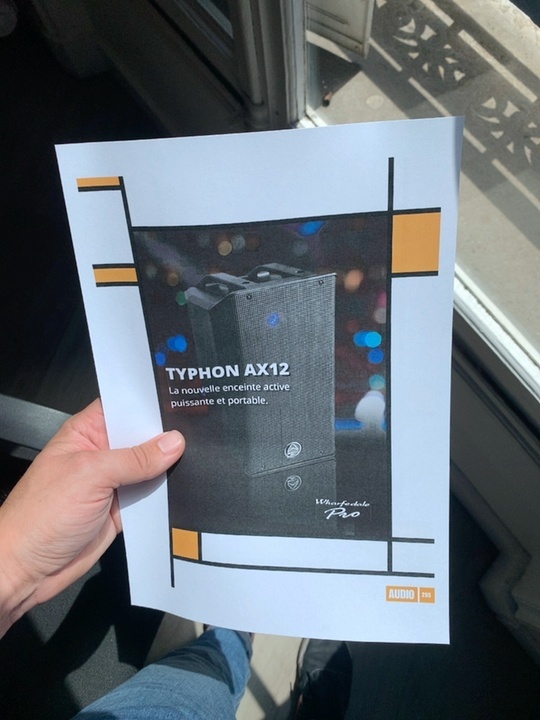 TYPHON AX12
La nouvelle enceinte active
puissante et portable.
Wharfedale
Pro
AUDIO